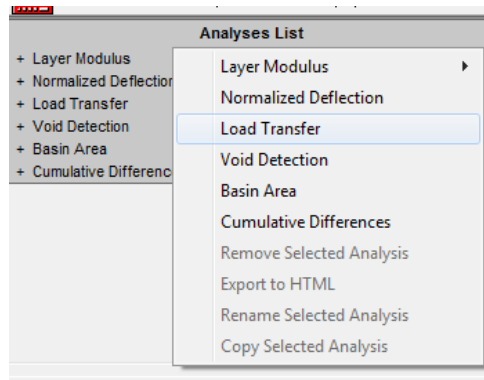 Analyses List
+ Layer Modulus
+ Normalized Deflection
+ Load Transfer
+ Void Detection
+ Basin Area
+ Cumulative Differenc
Layer Modulus
Normalized Deflection
Load Transfer
Void Detection
Basin Area
Cumulative Differences
Remove Selected Analysis
Export to HTML
Rename Selected Analysis
Copy Selected Analysis